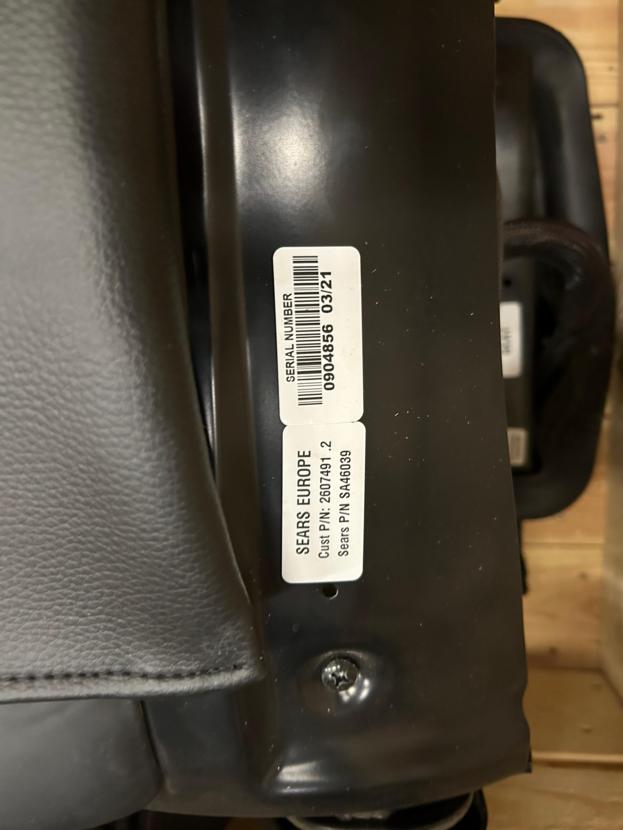 SERIAL NUMBER
0904856 03/21
SEARS EUROPE
Cust P/N: 2607491 .2
Sears P/N SA46039